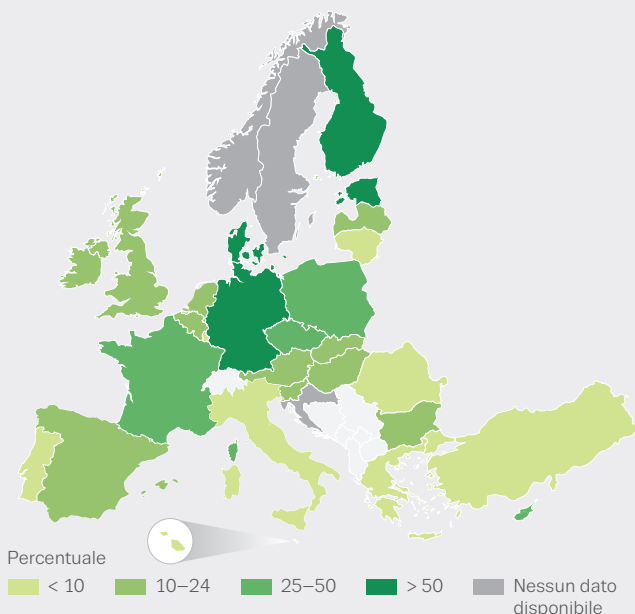 Percentuale
< 10
10–24
25–50
> 50
Nessun dato
disponibile